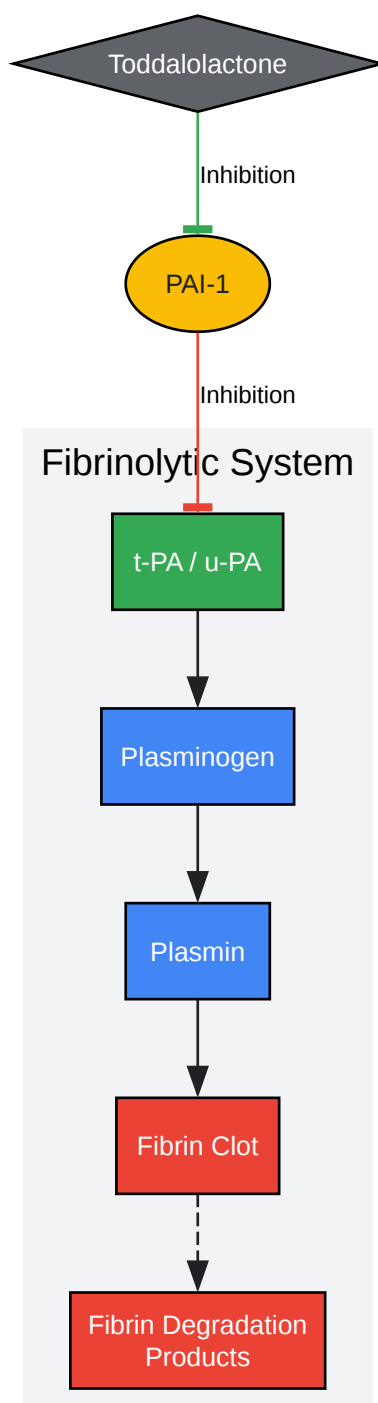 Toddalolactone
Inhibition
PAI-1
Inhibition
Fibrinolytic System
t-PA / u-PA
Plasminogen
Plasmin
Fibrin Clot
Fibrin Degradation
Products